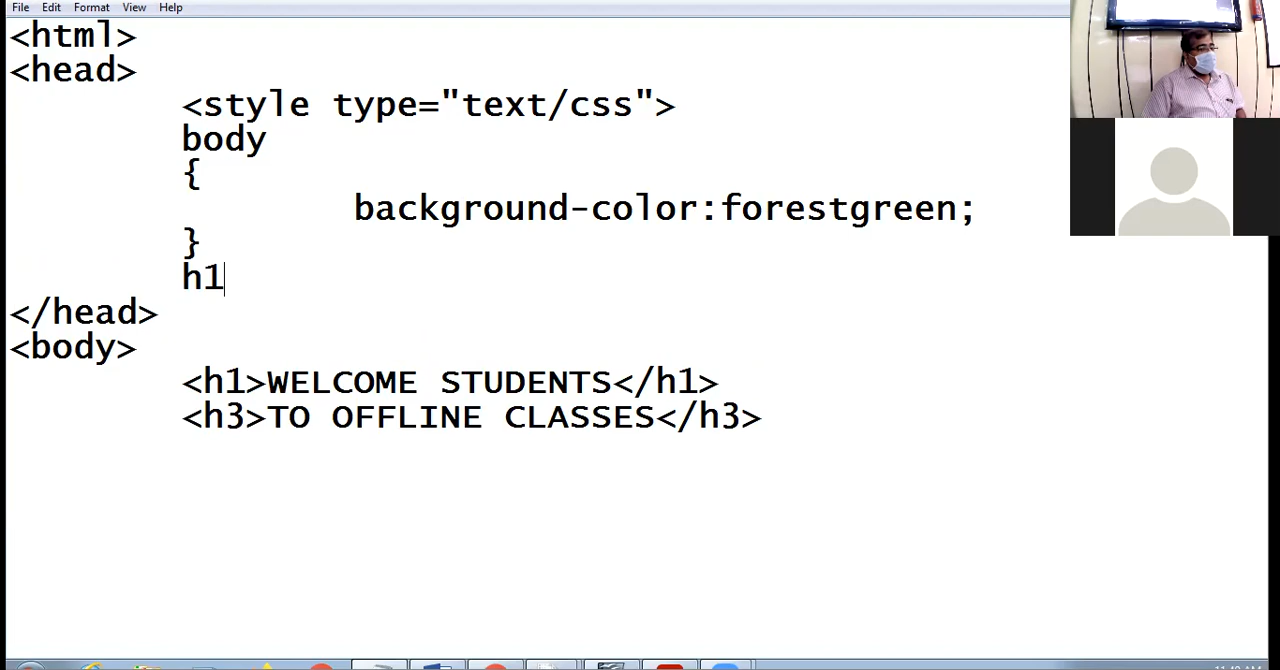 File Edit Format View Help
<html>
<head>
<style type="text/css">
body
{
background-color:forestgreen;
}
h1
</head>
<body>
<h1>WELCOME STUDENTS</h1>
<h3>TO OFFLINE CLASSES</h3>